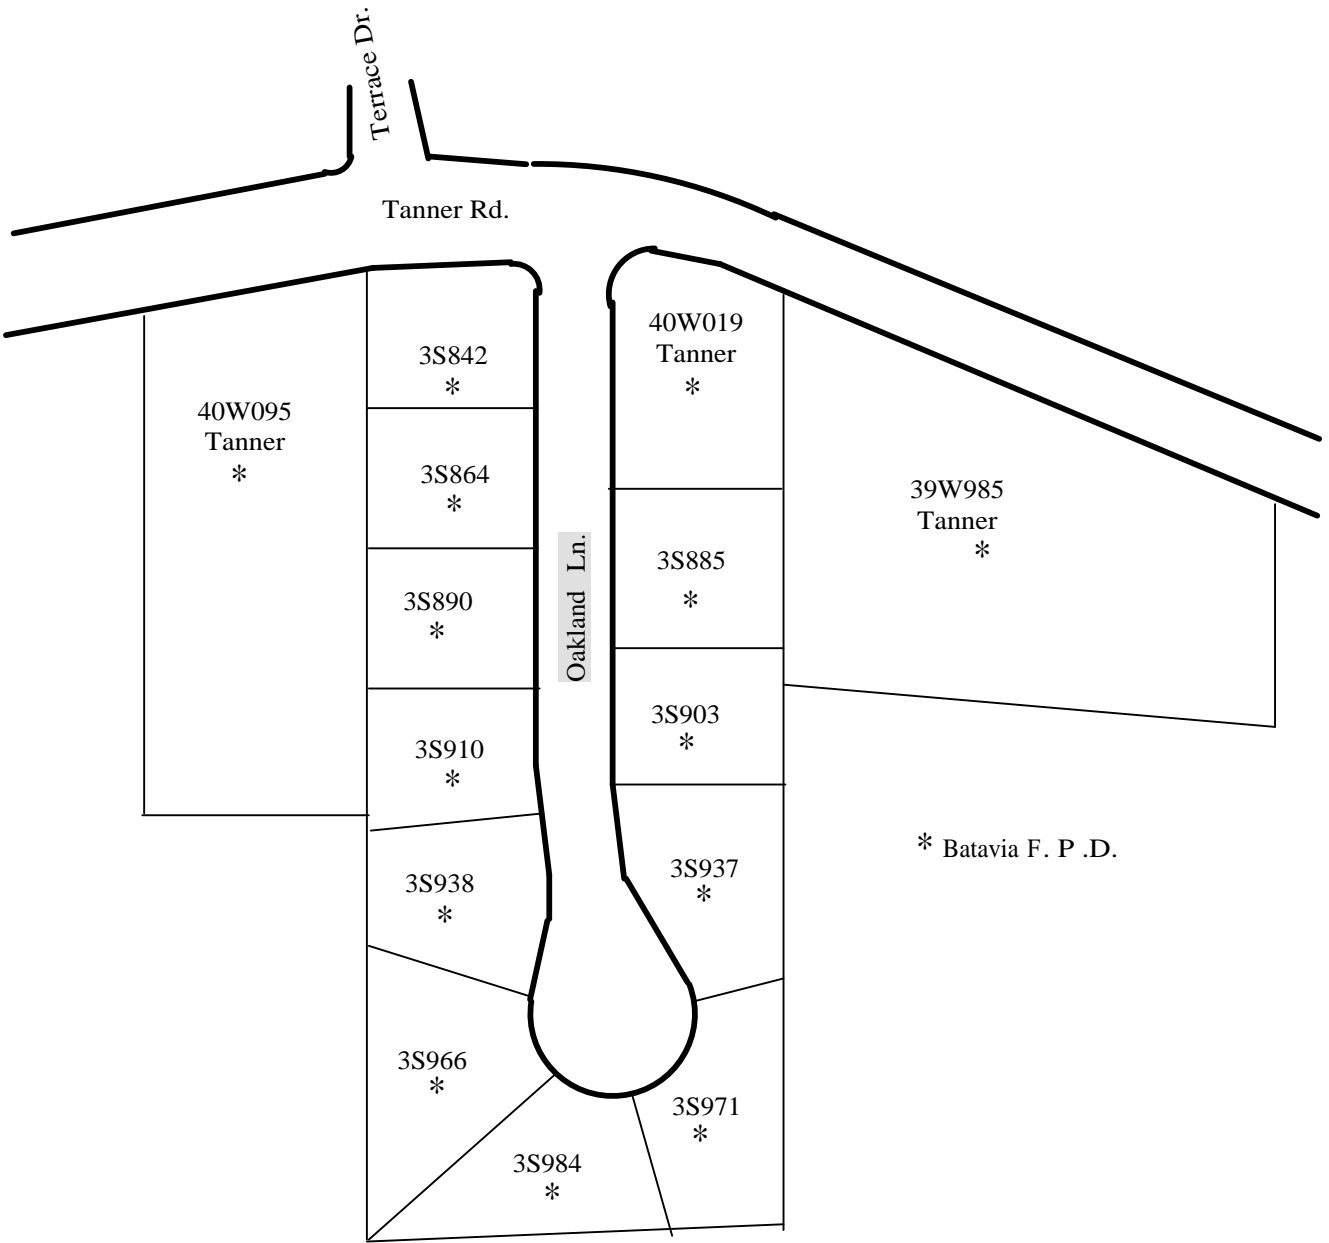 Terrace Dr.
Tanner Rd.
40W019
Tanner
*
3S842
*
40W095
Tanner
*
3S864
*
39W985
Tanner
*
Oakland Ln.
3S885
*
3S890
*
3S903
*
3S910
*
* Batavia F. P .D.
3S937
*
3S938
*
3S966
*
3S971
*
3S984
*